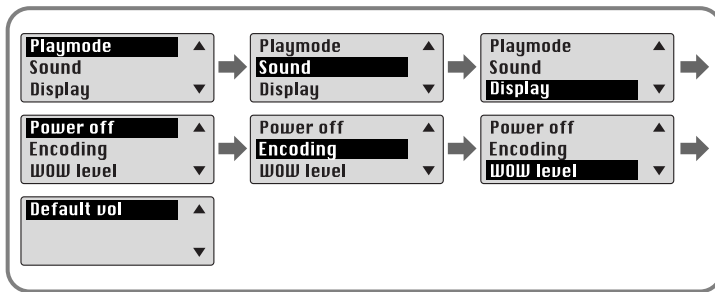 Playmode
Sound
Display
Playmode
Sound
Display
Playmode
Sound
Display
Power off
Encoding
WOW level
Power off
Encoding
WOW level
Power off
Encoding
WOW level
Default vol